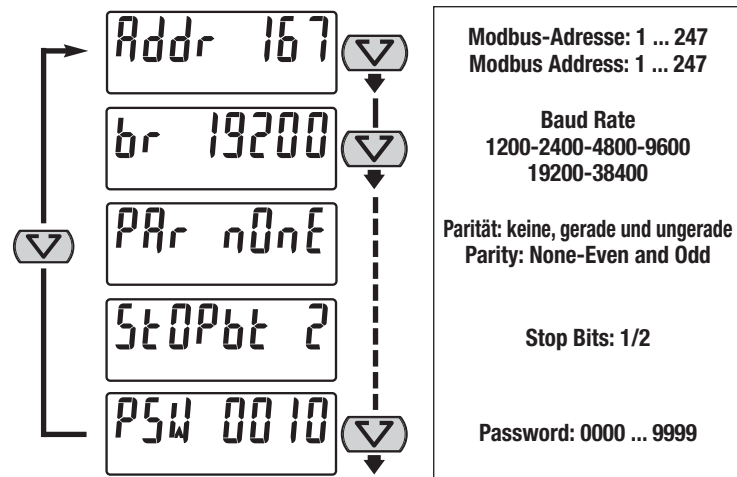 Addr 167
Modbus-Adresse: 1 ... 247
Modbus Address: 1 ... 247
br 19200
Baud Rate
1200-2400-4800-9600
19200-38400
PAr nOnE
Parität: keine, gerade und ungerade
Parity: None-Even and Odd
StOPbt 2
Stop Bits: 1/2
PSW 0010
Password: 0000 ... 9999